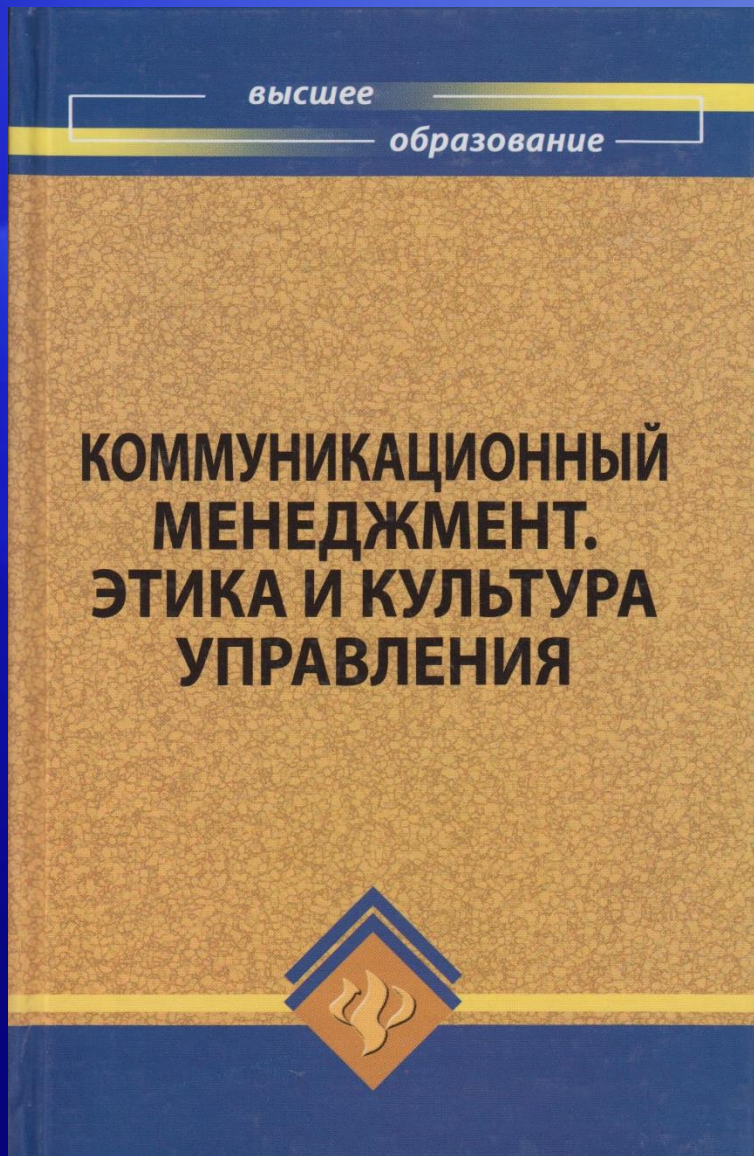 высшее
образование
КОММУНИКАЦИОННЫЙ
МЕНЕДЖМЕНТ.
ЭТИКА И КУЛЬТУРА
УПРАВЛЕНИЯ